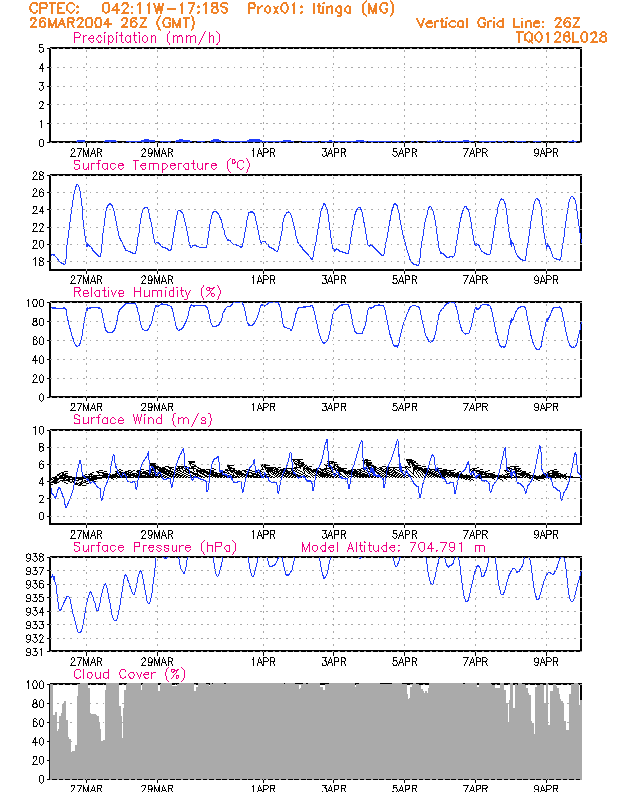 CPTEC: 042:11W-17:18S Prox01: Itinga (MG)
26MAR2004 26Z (GMT) Vertical Grid Line: 26Z
Precipitation (mm/h) TQ0126L028
5
4
3
2
1
0
27MAR 29MAR 1APR 3APR 5APR 7APR 9APR
Surface Temperature (°C)
28
26
24
22
20
18
27MAR 29MAR 1APR 3APR 5APR 7APR 9APR
Relative Humidity (%)
100
80
60
40
20
0
27MAR 29MAR 1APR 3APR 5APR 7APR 9APR
Surface Wind (m/s)
10
8
6
4
2
0
27MAR 29MAR 1APR 3APR 5APR 7APR 9APR
Surface Pressure (hPa) Model Altitude: 704.791 m
938
937
936
935
934
933
932
931
27MAR 29MAR 1APR 3APR 5APR 7APR 9APR
Cloud Cover (%)
100
80
60
40
20
0
27MAR 29MAR 1APR 3APR 5APR 7APR 9APR